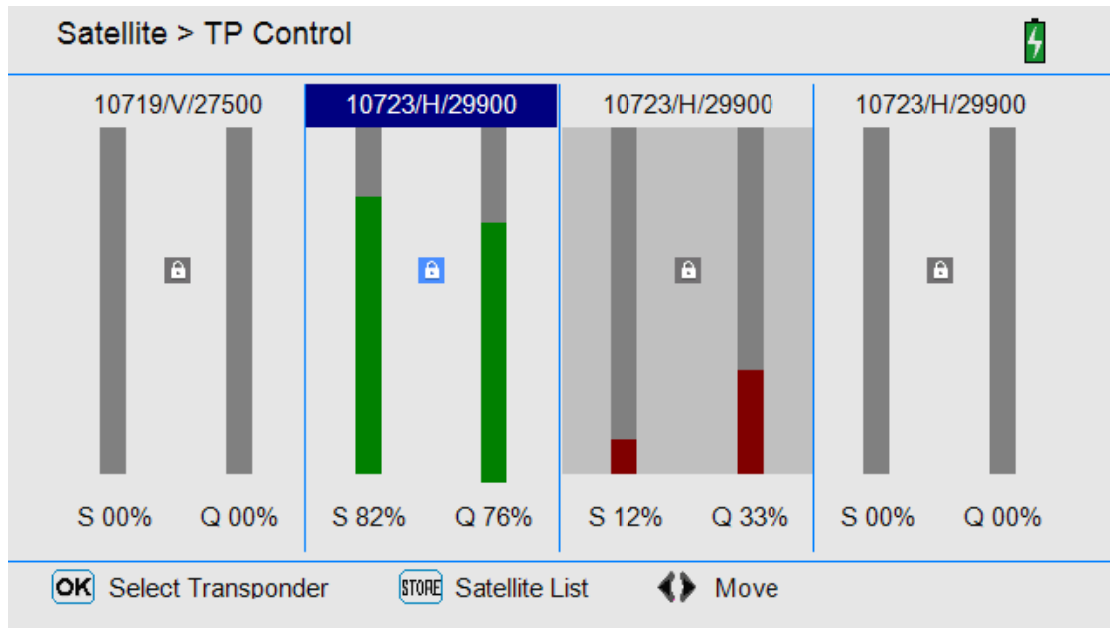 Satellite > TP Control
10719/V/27500 10723/H/29900 10723/H/29900 10723/H/29900
S 00% Q 00% S 82% Q 76% S 12% Q 33% S 00% Q 00%
OK Select Transponder STORE Satellite List Move